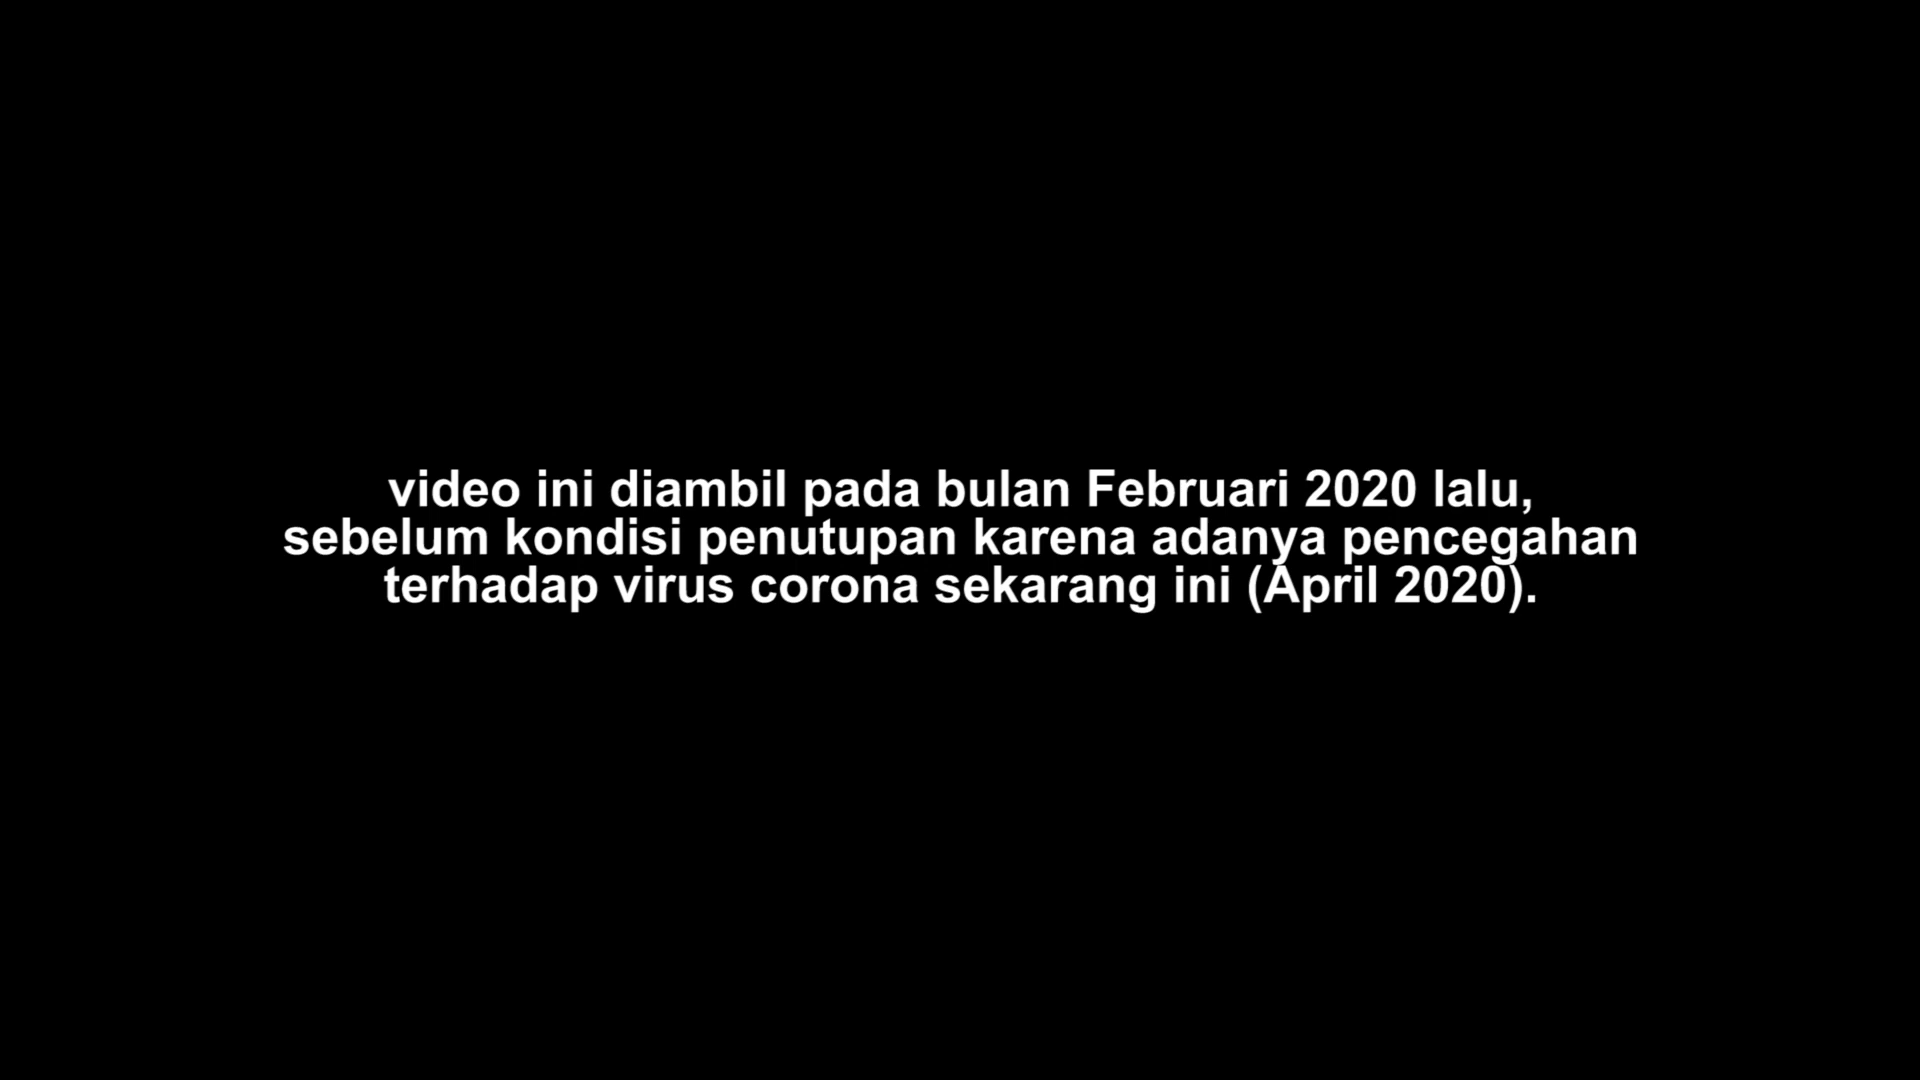 video ini diambil pada bulan Februari 2020 lalu,
sebelum kondisi penutupan karena adanya pencegahan
terhadap virus corona sekarang ini (April 2020).